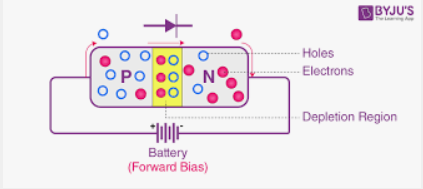 BYJU'S
The Learning App
Holes
P
N
Electrons
Depletion Region
+ -
Battery
(Forward Bias)